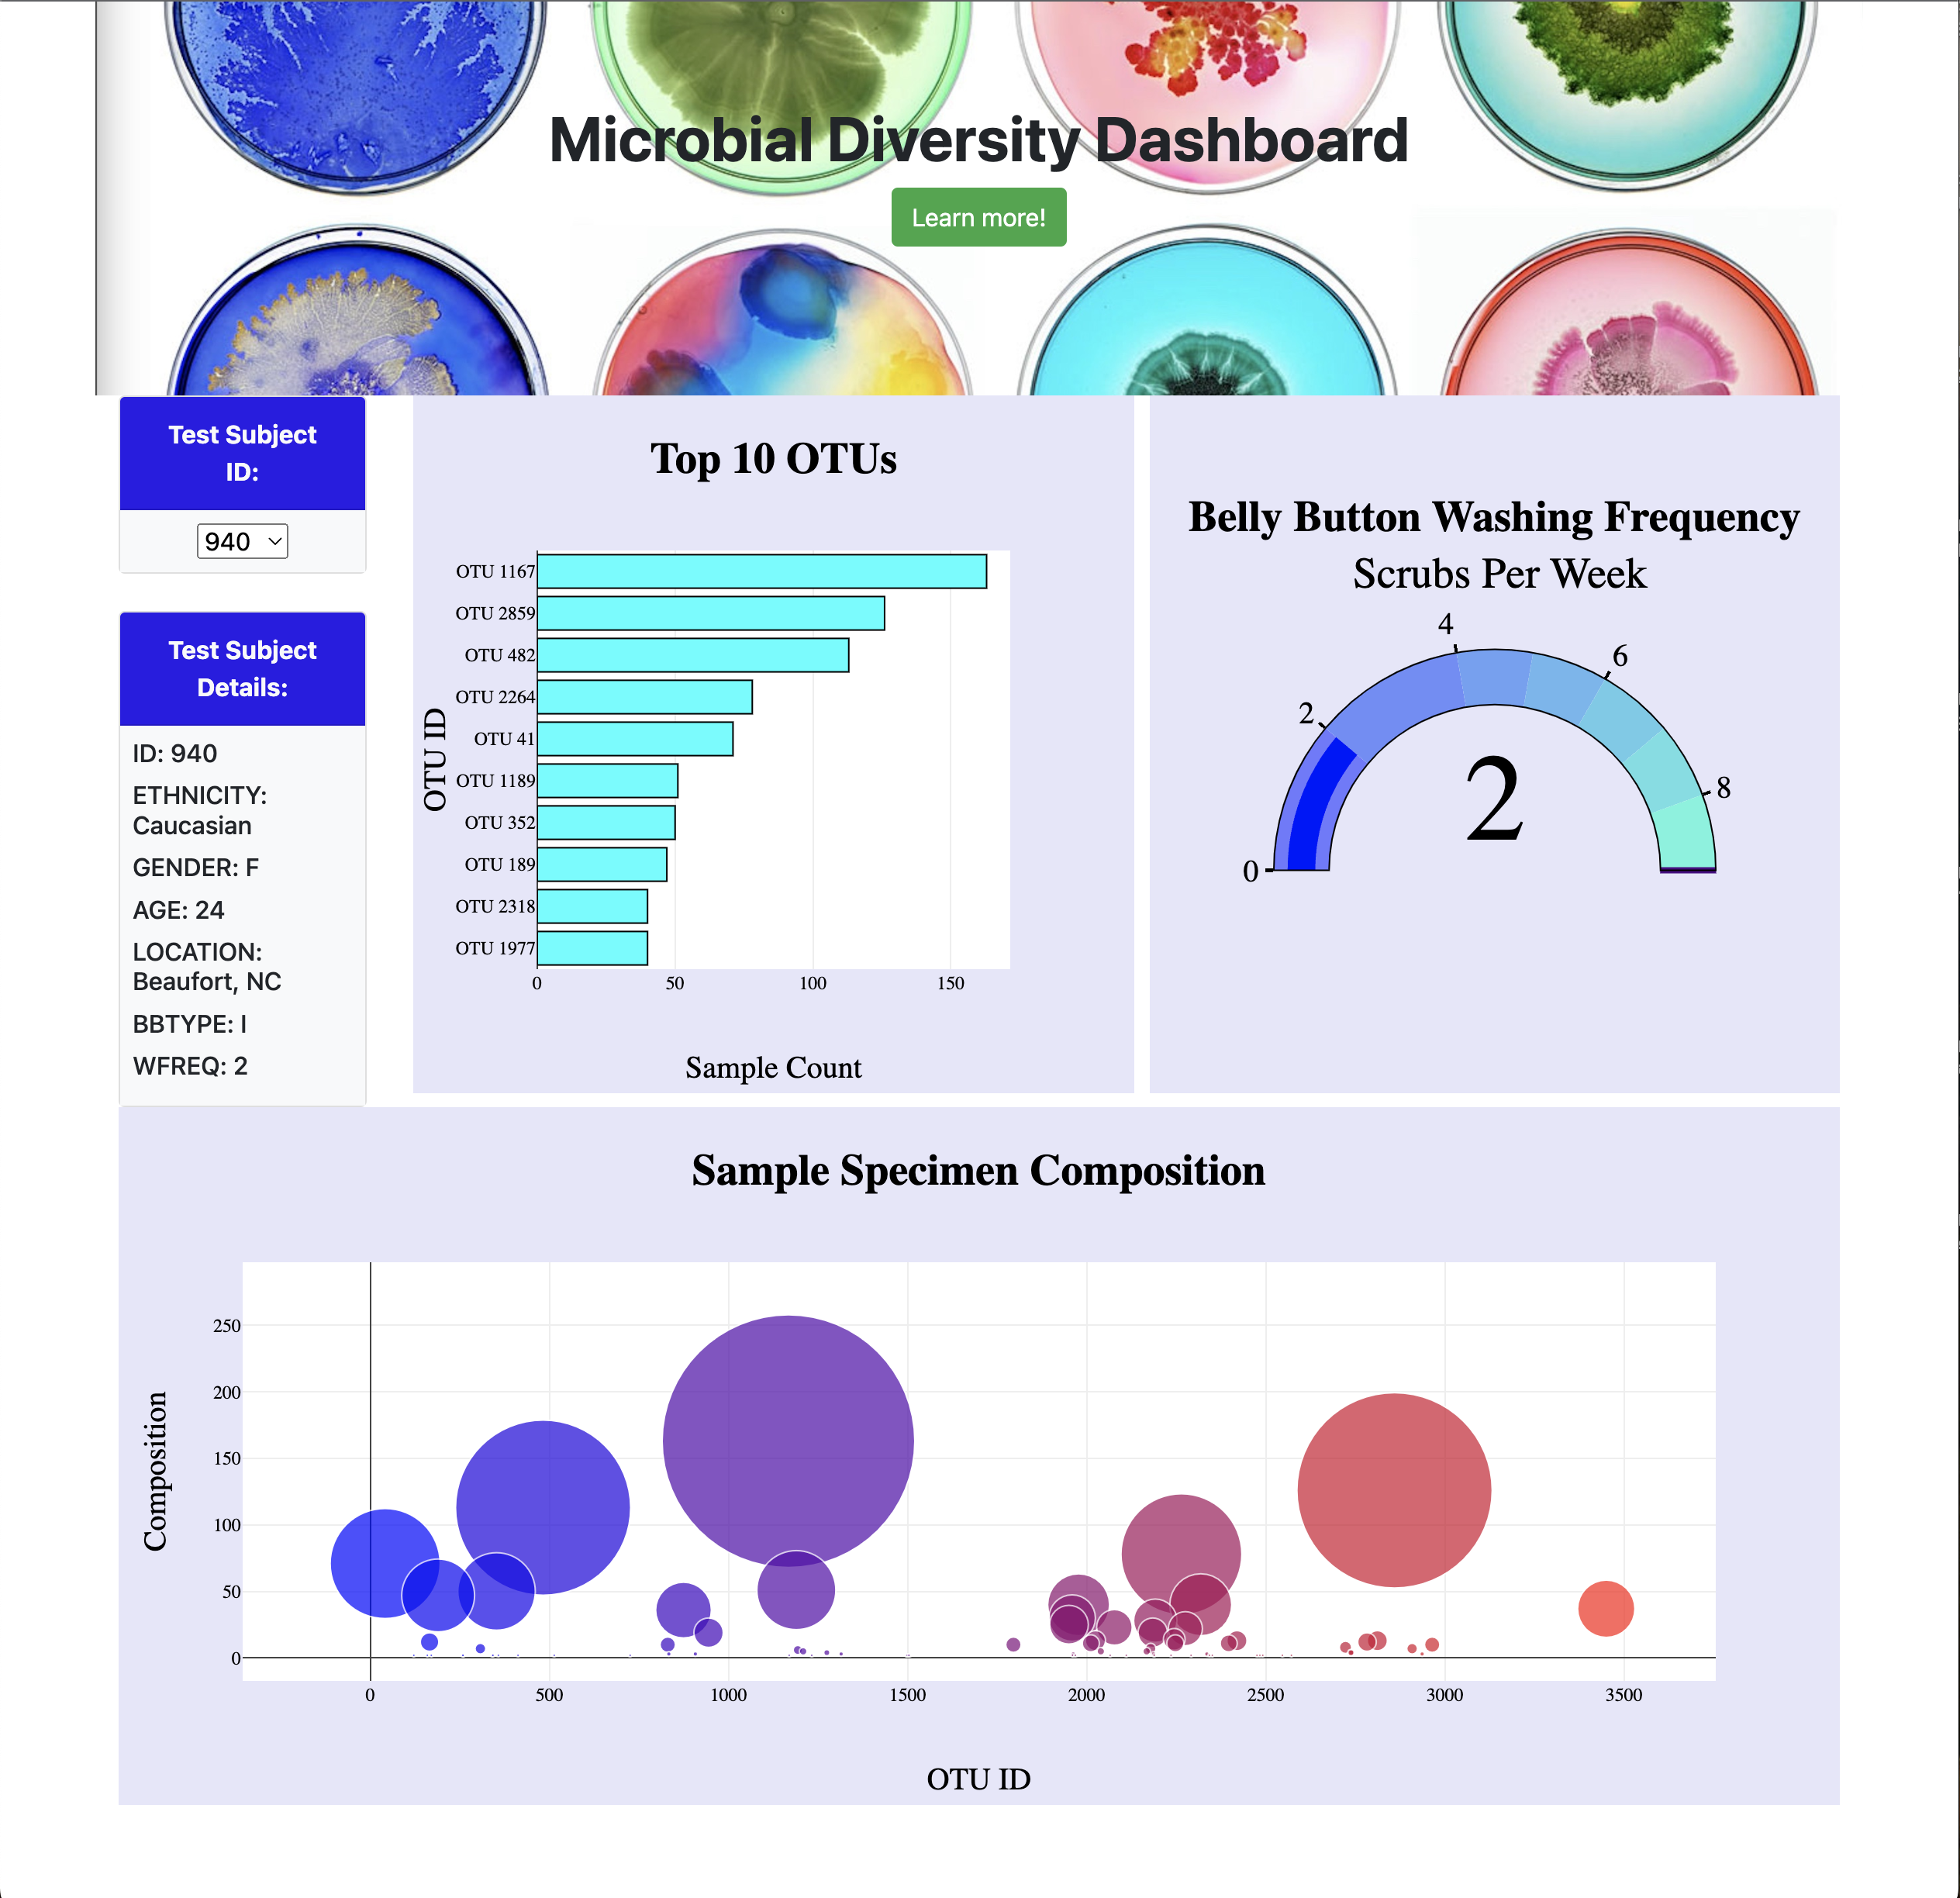 Microbial Diversity Dashboard
Learn more!
Test Subject
ID:
940
Test Subject
Details:
ID: 940
ETHNICITY:
Caucasian
GENDER: F
AGE: 24
LOCATION:
Beaufort, NC
BBTYPE: I
WFREQ: 2
Top 10 OTUs
OTU ID
OTU 1167
OTU 2859
OTU 482
OTU 2264
OTU 41
OTU 1189
OTU 352
OTU 189
OTU 2318
OTU 1977
0 50 100 150
Sample Count
Belly Button Washing Frequency
Scrubs Per Week
0 2 4 6 8
2
Sample Specimen Composition
Composition
250
200
150
100
50
0
0 500 1000 1500 2000 2500 3000 3500
OTU ID